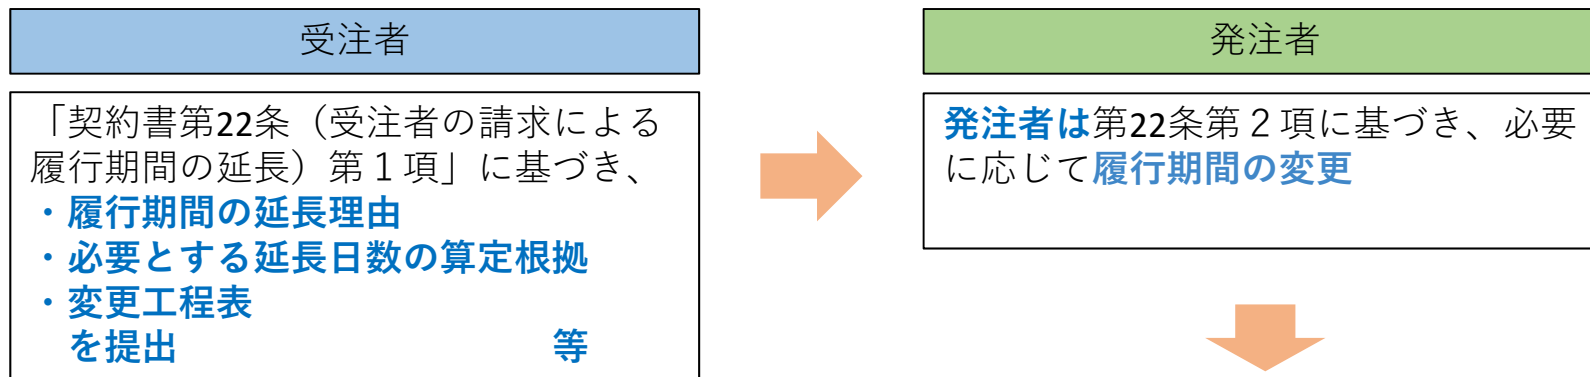 受注者
「契約書第22条（受注者の請求による
履行期間の延長）第１項」に基づき、
・履行期間の延長理由
・必要とする延長日数の算定根拠
・変更工程表
を提出　　　　　　　　　　等
発注者
発注者は第22条第２項に基づき、必要
に応じて履行期間の変更